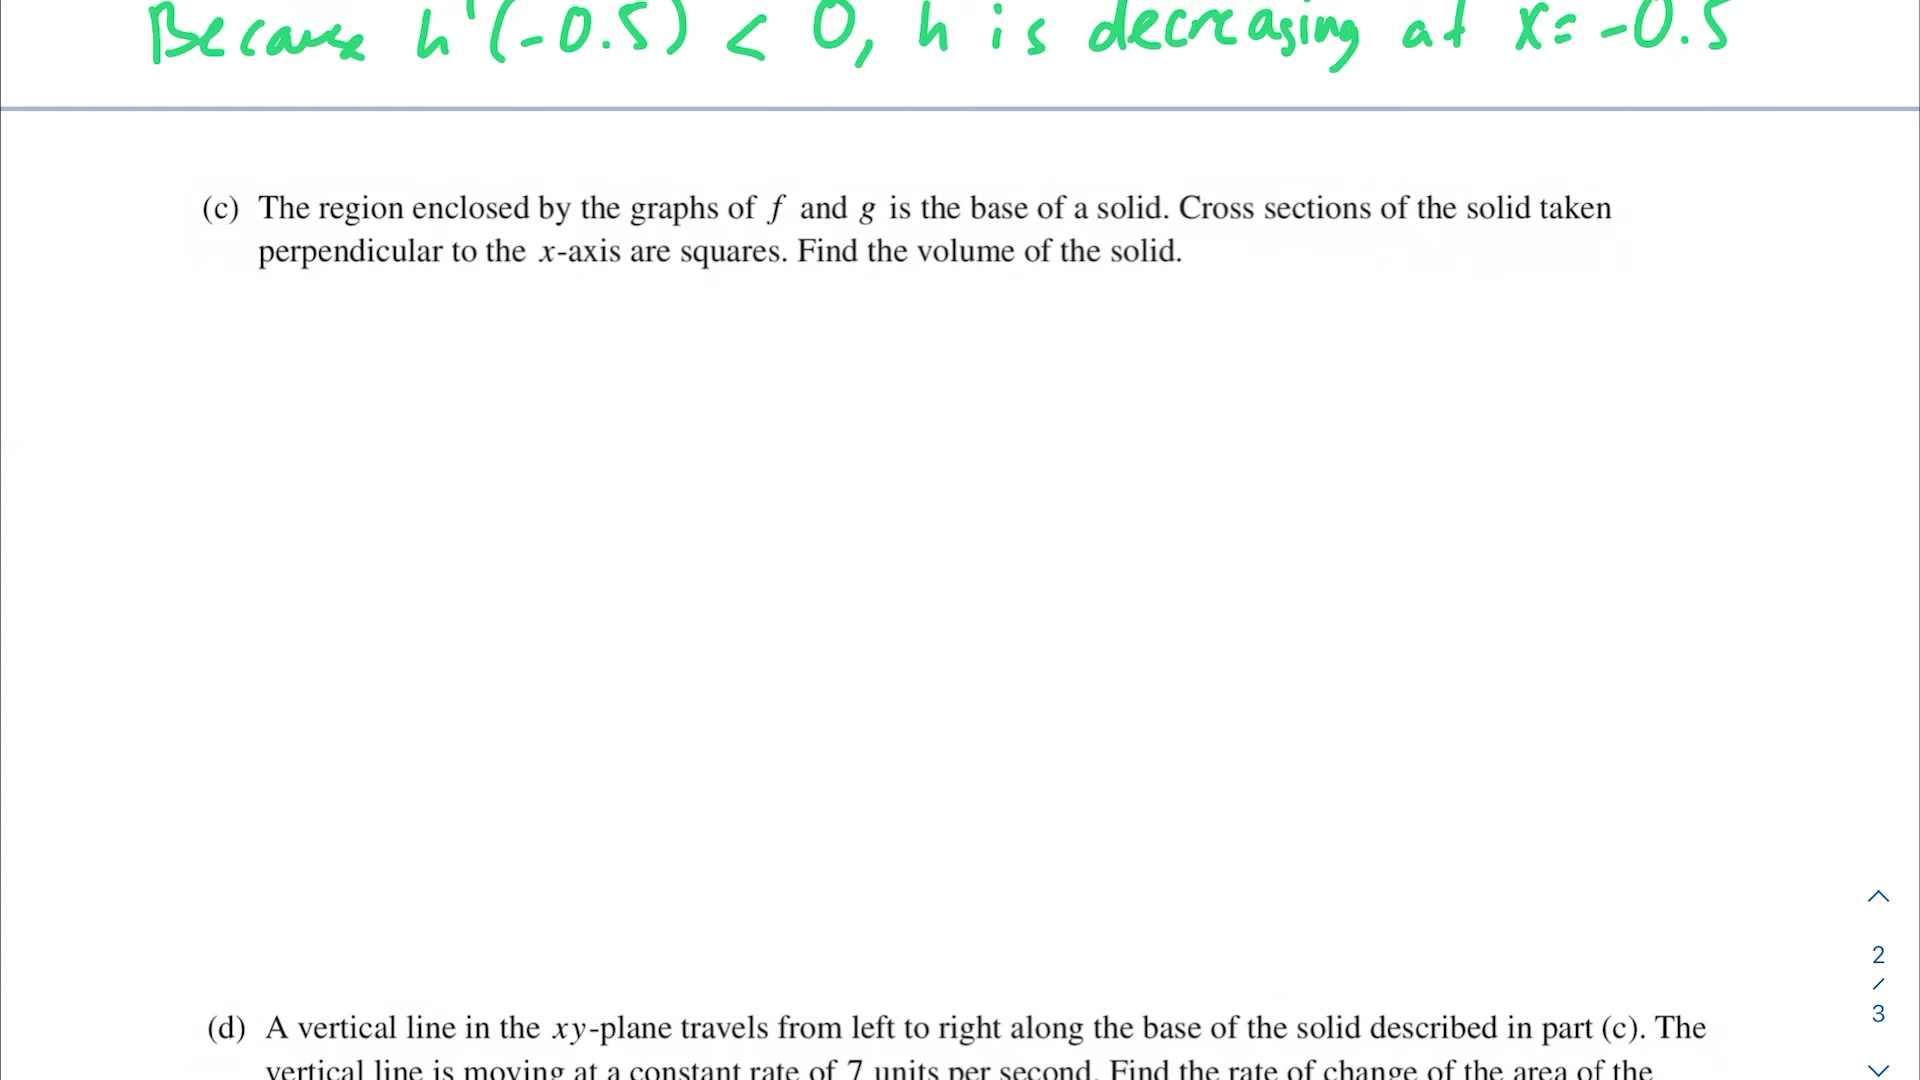 Because h'(-0.5) < 0, h is decreasing at x= -0.5
(c) The region enclosed by the graphs of f and g is the base of a solid. Cross sections of the solid taken
perpendicular to the x-axis are squares. Find the volume of the solid.
2
/
3
(d) A vertical line in the xy-plane travels from left to right along the base of the solid described in part (c). The
vertical line is moving at a constant rate of 7 units per second. Find the rate of change of the area of the